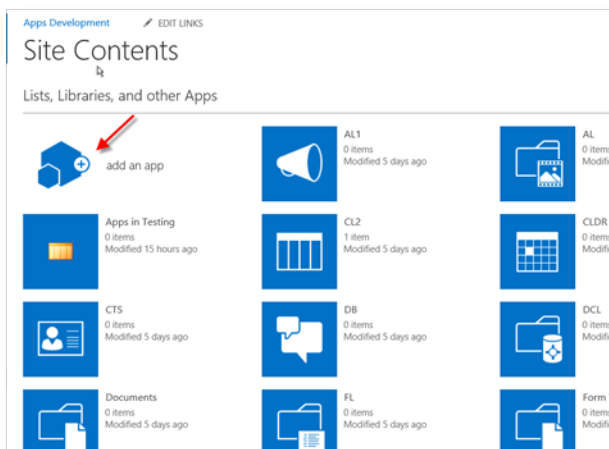 Apps Development
EDIT LINKS
Site Contents
Lists, Libraries, and other Apps
add an app
AL1
0 items
Modified 5 days ago
AL
0 items
Apps in Testing
0 items
Modified 15 hours ago
CL2
1 item
Modified 5 days ago
CLDR
0 items
CTS
0 items
Modified 5 days ago
DB
0 items
Modified 5 days ago
DCL
0 items
Documents
0 items
Modified 5 days ago
FL
0 items
Modified 5 days ago
Form
0 items